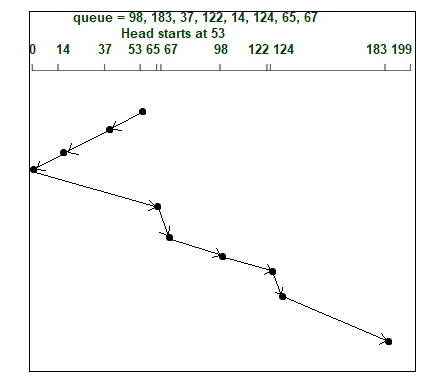 queue = 98, 183, 37, 122, 14, 124, 65, 67
Head starts at 53
0 14 37 53 65 67 98 122 124 183 199